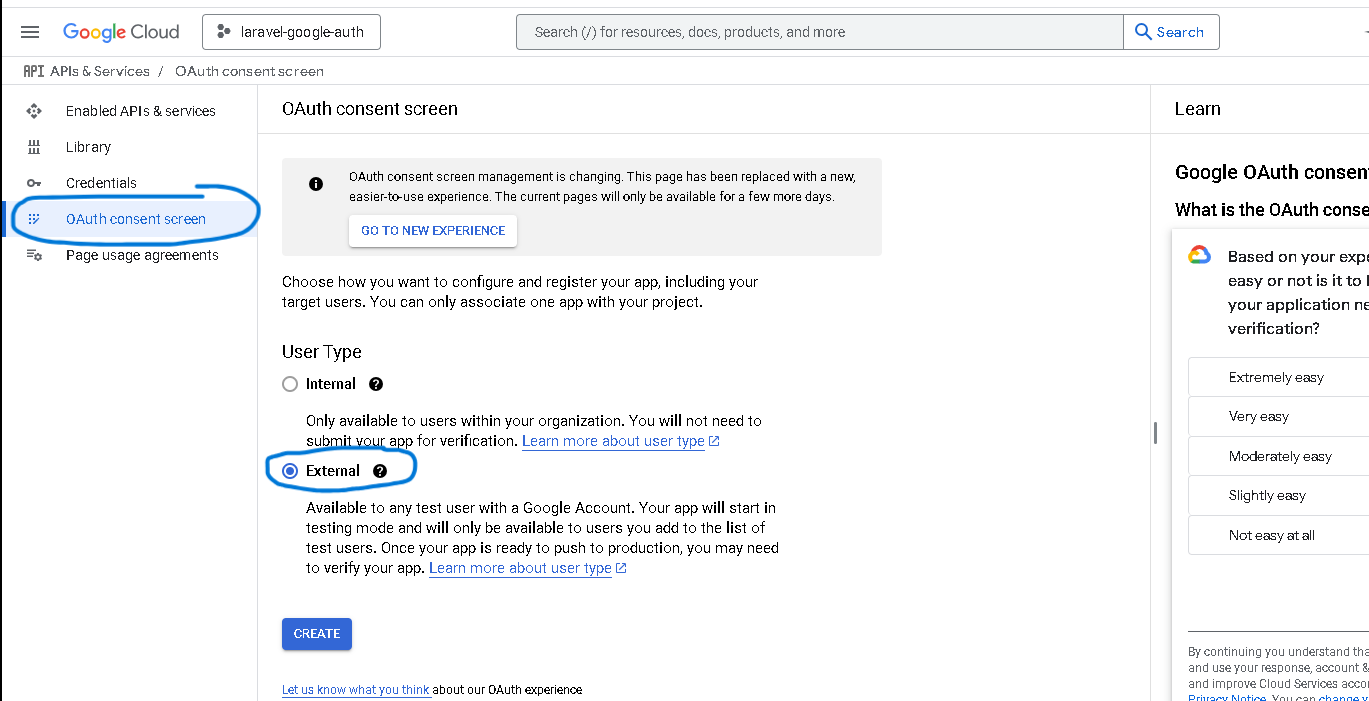 Google Cloud
laravel-google-auth
Search (/) for resources, docs, products, and more
Search
API APIs & Services / OAuth consent screen
Enabled APIs & services
Library
Credentials
OAuth consent screen
Page usage agreements
OAuth consent screen
OAuth consent screen management is changing. This page has been replaced with a new,
easier-to-use experience. The current pages will only be available for a few more days.
GO TO NEW EXPERIENCE
Choose how you want to configure and register your app, including your
target users. You can only associate one app with your project.
User Type
Internal
Only available to users within your organization. You will not need to
submit your app for verification. Learn more about user type
External
Available to any test user with a Google Account. Your app will start in
testing mode and will only be available to users you add to the list of
test users. Once your app is ready to push to production, you may need
to verify your app. Learn more about user type
CREATE
Let us know what you think about our OAuth experience
Learn
Google OAuth consen
What is the OAuth conse
Based on your expe
easy or not is it to
your application ne
verification?
Extremely easy
Very easy
Moderately easy
Slightly easy
Not easy at all
By continuing you understand tha
and use your response, account &
and improve Cloud Services acco
Privacy Notice. You can change y